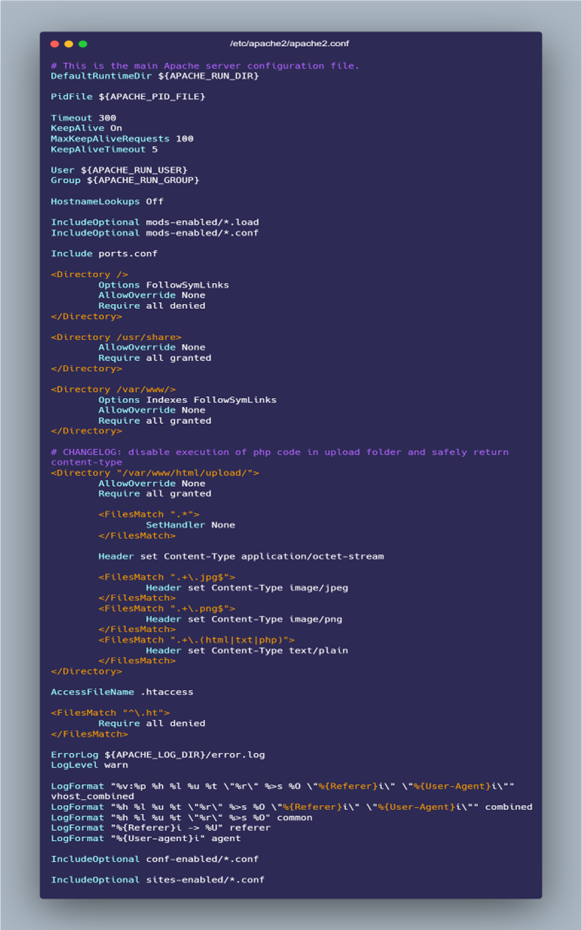 /etc/apache2/apache2.conf
# This is the main Apache server configuration file.
DefaultRuntimeDir ${APACHE_RUN_DIR}
PidFile ${APACHE_PID_FILE}
Timeout 300
KeepAlive On
MaxKeepAliveRequests 100
KeepAliveTimeout 5
User ${APACHE_RUN_USER}
Group ${APACHE_RUN_GROUP}
HostnameLookups Off
IncludeOptional mods-enabled/*.load
IncludeOptional mods-enabled/*.conf
Include ports.conf
<Directory />
Options FollowSymLinks
AllowOverride None
Require all denied
</Directory>
<Directory /usr/share>
AllowOverride None
Require all granted
</Directory>
<Directory /var/www/>
Options Indexes FollowSymLinks
AllowOverride None
Require all granted
</Directory>
# CHANGELOG: disable execution of php code in upload folder and safely return
content-type
<Directory "/var/www/html/upload/">
AllowOverride None
Require all granted
<FilesMatch ".*">
SetHandler None
</FilesMatch>
Header set Content-Type application/octet-stream
<FilesMatch ".+\.jpg$">
Header set Content-Type image/jpeg
</FilesMatch>
<FilesMatch ".+\.png$">
Header set Content-Type image/png
</FilesMatch>
<FilesMatch ".+\.(html|txt|php)">
Header set Content-Type text/plain
</FilesMatch>
</Directory>
AccessFileName .htaccess
<FilesMatch "^\.ht">
Require all denied
</FilesMatch>
ErrorLog ${APACHE_LOG_DIR}/error.log
LogLevel warn
LogFormat "%v:%p %h %l %u %t \"%r\" %>s %O \"%{Referer}i\" \"%{User-Agent}i\""
vhost_combined
LogFormat "%h %l %u %t \"%r\" %>s %O \"%{Referer}i\" \"%{User-Agent}i\"" combined
LogFormat "%h %l %u %t \"%r\" %>s %O" common
LogFormat "%{Referer}i -> %U" referer
LogFormat "%{User-agent}i" agent
IncludeOptional conf-enabled/*.conf
IncludeOptional sites-enabled/*.conf